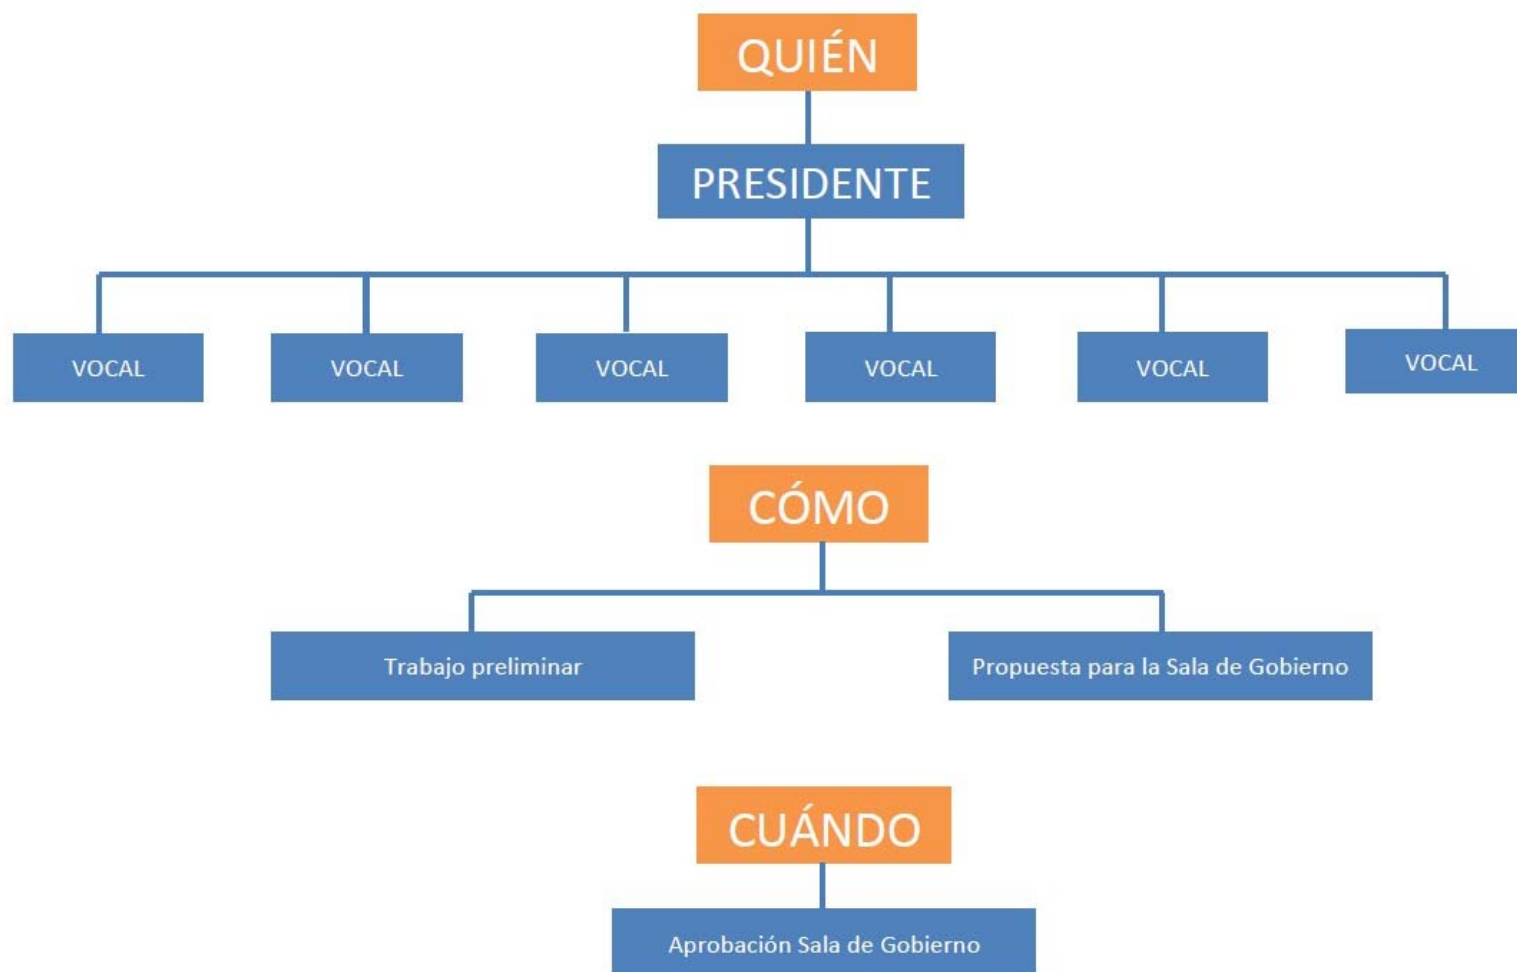 QUIÉN
PRESIDENTE
VOCAL
VOCAL
VOCAL
VOCAL
VOCAL
VOCAL
CÓMO
Trabajo preliminar
Propuesta para la Sala de Gobierno
CUÁNDO
Aprobación Sala de Gobierno